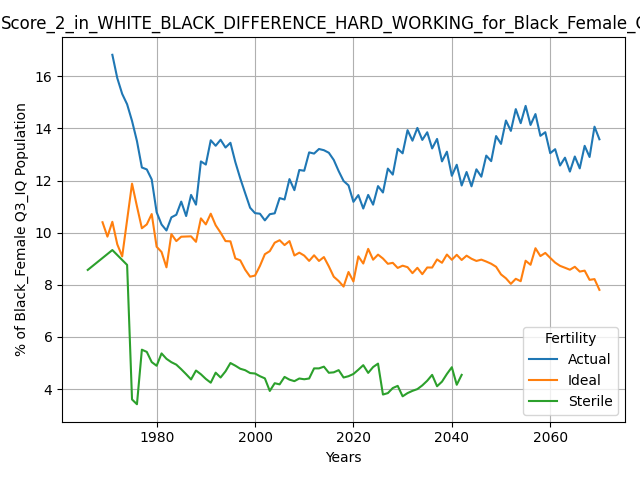 Score_2_in_WHITE_BLACK_DIFFERENCE_HARD_WORKING_for_Black_Female_
% of Black_Female Q3_IQ Population
16
14
12
10
8
6
4
1980
2000
2020
2040
2060
Years
Fertility
Actual
Ideal
Sterile